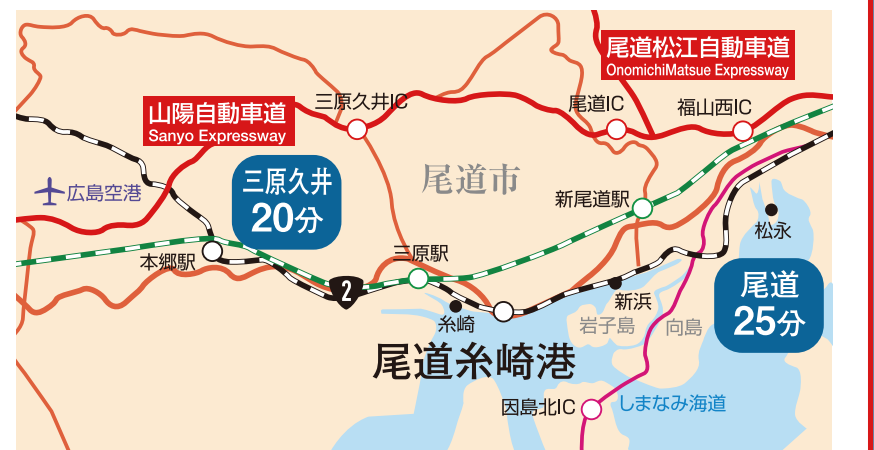 尾道松江自動車道
OnomichiMatsue Expressway
山陽自動車道
Sanyo Expressway
三原久井IC
尾道IC
福山西IC
広島空港
三原久井
20分
尾道市
新尾道駅
松永
本郷駅
三原駅
2
尾道
25分
新浜
糸崎
岩子島
向島
尾道糸崎港
因島北IC
しまなみ海道